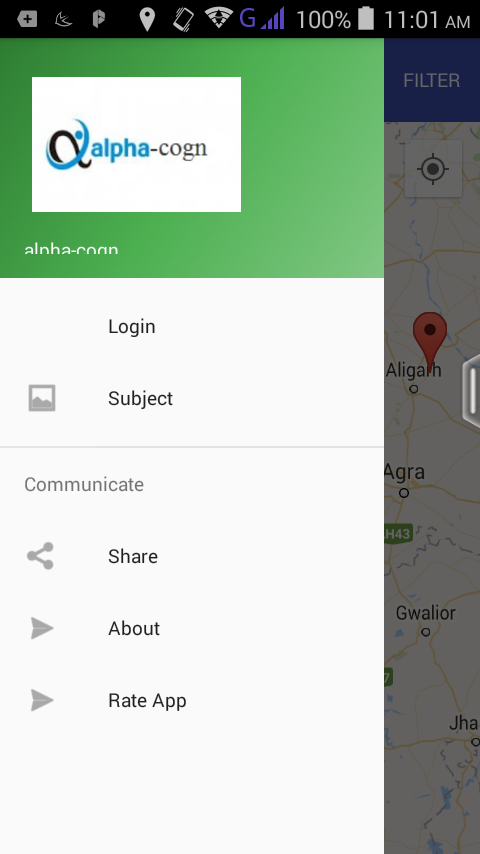 G 100% 11:01 AM
FILTER
alpha-cogn
alpha-cogn
Login
Subject
Communicate
Share
About
Rate App
Aligarh
Agra
H43
Gwalior
7
Jha